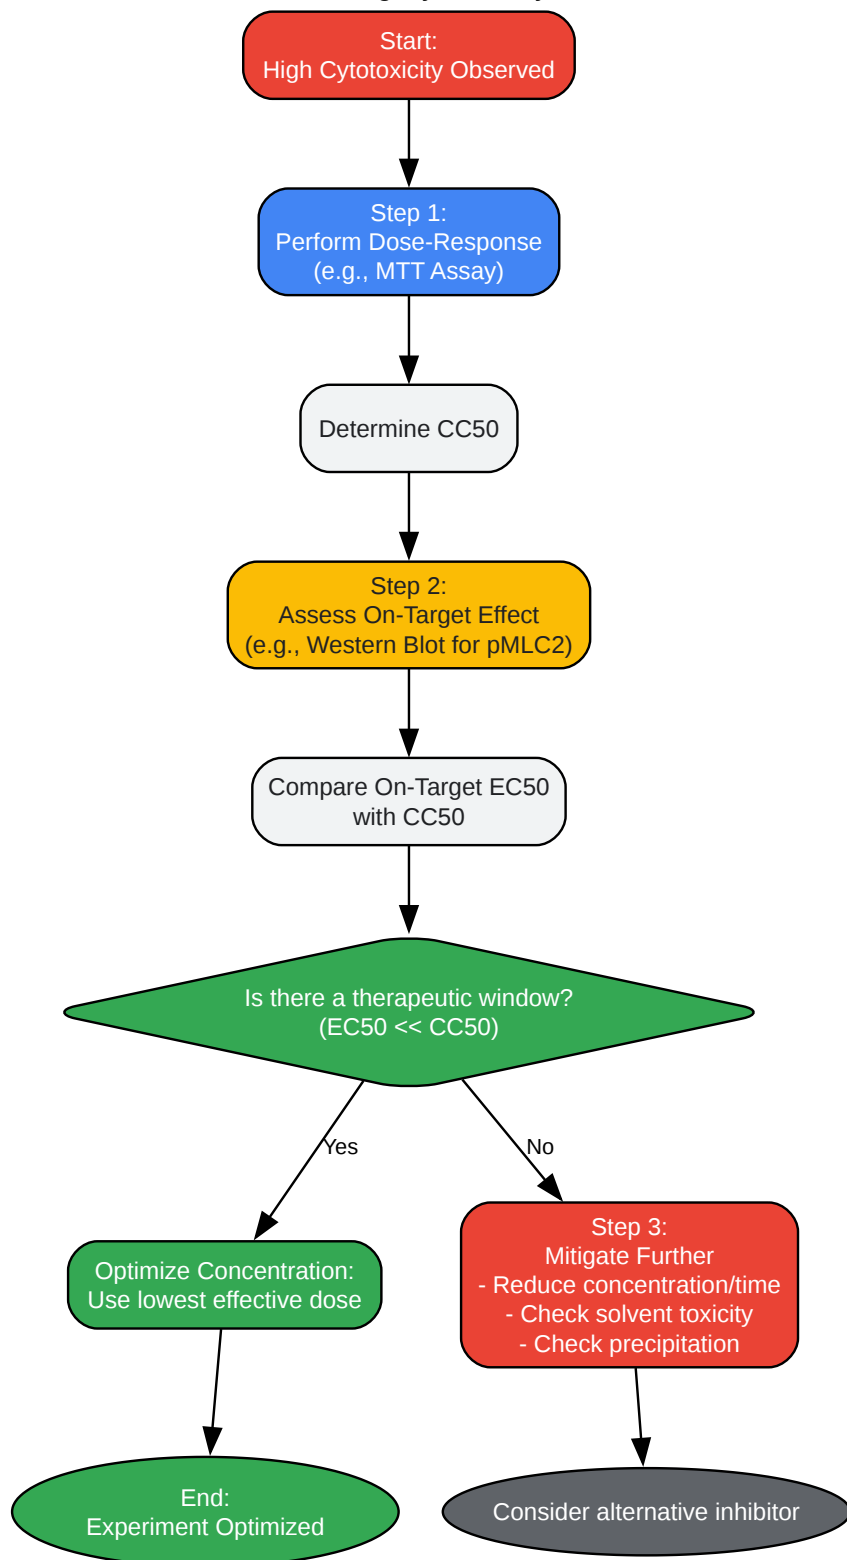 Start:
High Cytotoxicity Observed
Step 1:
Perform Dose-Response
(e.g., MTT Assay)
Determine CC50
Step 2:
Assess On-Target Effect
(e.g., Western Blot for pMLC2)
Compare On-Target EC50
with CC50
Is there a therapeutic window?
(EC50 << CC50)
Yes
No
Optimize Concentration:
Use lowest effective dose
Step 3:
Mitigate Further
- Reduce concentration/time
- Check solvent toxicity
- Check precipitation
End:
Experiment Optimized
Consider alternative inhibitor